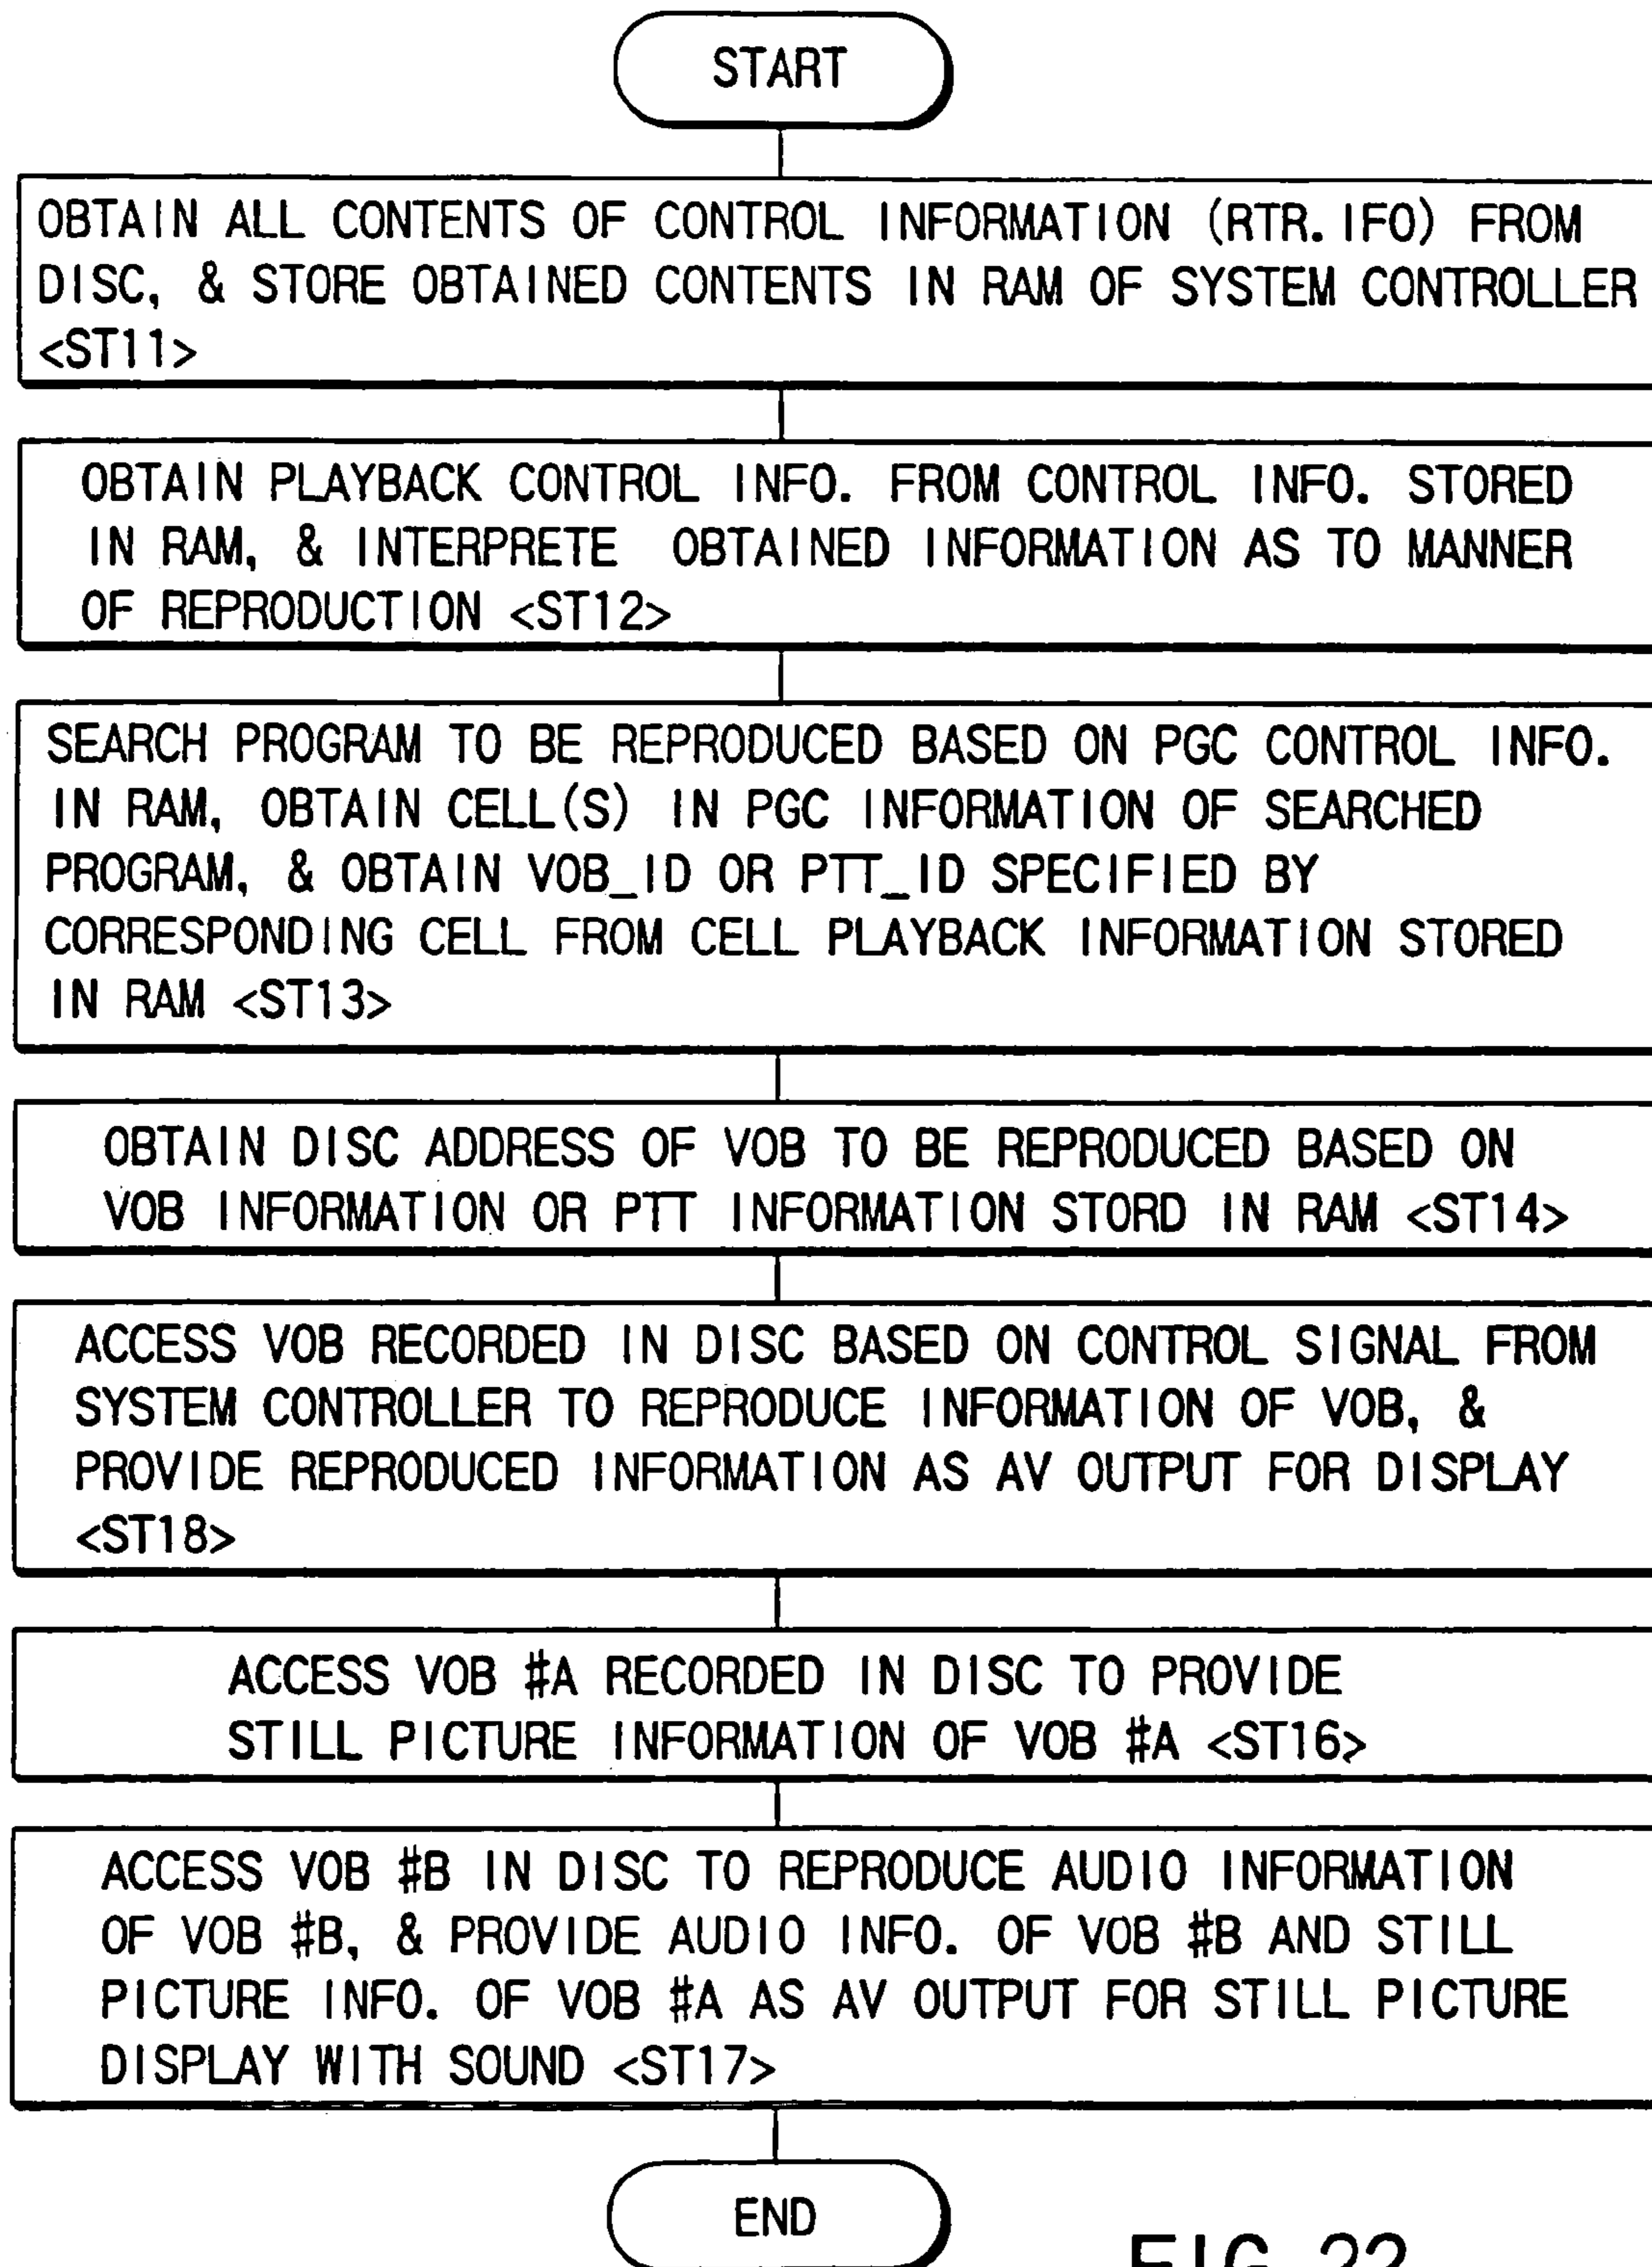 START
OBTAIN ALL CONTENTS OF CONTROL INFORMATION (RTR.IFO) FROM
DISC, & STORE OBTAINED CONTENTS IN RAM OF SYSTEM CONTROLLER
<ST11>
OBTAIN PLAYBACK CONTROL INFO. FROM CONTROL INFO. STORED
IN RAM, & INTERPRETE OBTAINED INFORMATION AS TO MANNER
OF REPRODUCTION <ST12>
SEARCH PROGRAM TO BE REPRODUCED BASED ON PGC CONTROL INFO.
IN RAM, OBTAIN CELL(S) IN PGC INFORMATION OF SEARCHED
PROGRAM, & OBTAIN VOB_ID OR PTT_ID SPECIFIED BY
CORRESPONDING CELL FROM CELL PLAYBACK INFORMATION STORED
IN RAM <ST13>
OBTAIN DISC ADDRESS OF VOB TO BE REPRODUCED BASED ON
VOB INFORMATION OR PTT INFORMATION STORD IN RAM <ST14>
ACCESS VOB RECORDED IN DISC BASED ON CONTROL SIGNAL FROM
SYSTEM CONTROLLER TO REPRODUCE INFORMATION OF VOB, &
PROVIDE REPRODUCED INFORMATION AS AV OUTPUT FOR DISPLAY
<ST18>
ACCESS VOB #A RECORDED IN DISC TO PROVIDE
STILL PICTURE INFORMATION OF VOB #A <ST16>
ACCESS VOB #B IN DISC TO REPRODUCE AUDIO INFORMATION
OF VOB #B, & PROVIDE AUDIO INFO. OF VOB #B AND STILL
PICTURE INFO. OF VOB #A AS AV OUTPUT FOR STILL PICTURE
DISPLAY WITH SOUND <ST17>
END
FIG. 22